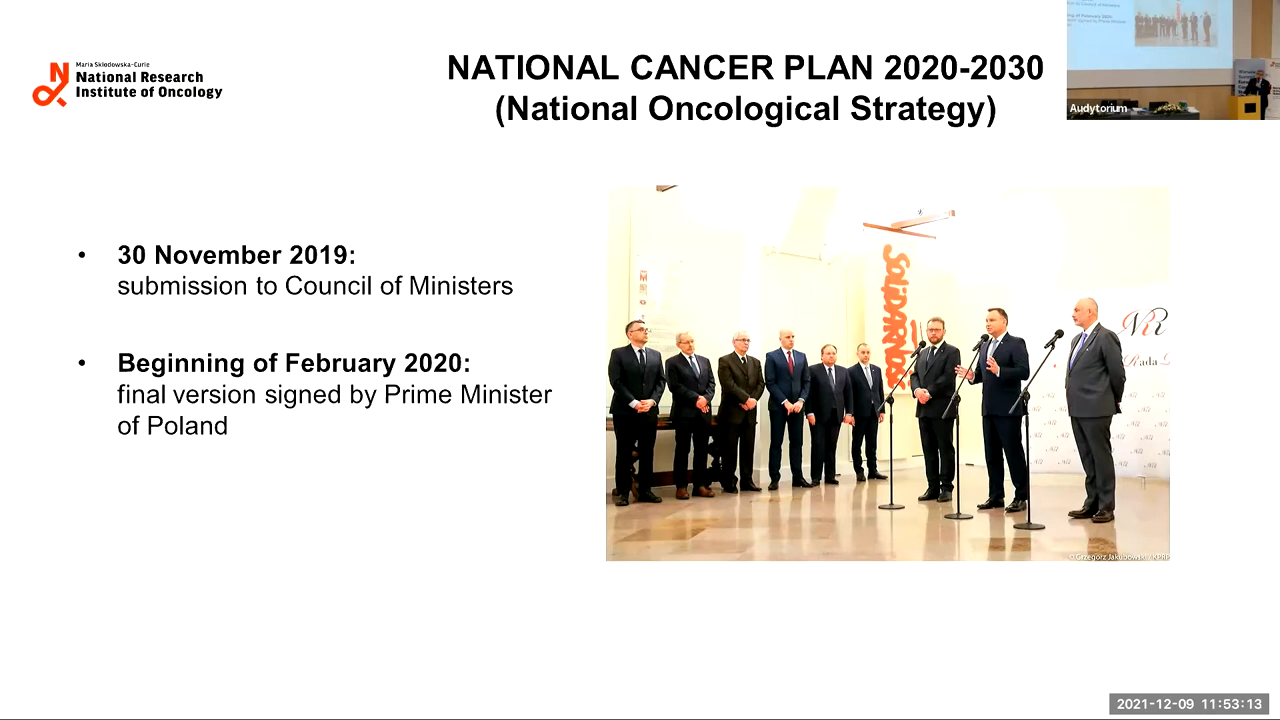 Maria Skłodowska-Curie
National Research
Institute of Oncology
NATIONAL CANCER PLAN 2020-2030
(National Oncological Strategy)
Audytorium
• 30 November 2019:
submission to Council of Ministers
• Beginning of February 2020:
final version signed by Prime Minister
of Poland
SOLIDARNOŚĆ
Rada
© Grzegorz Jakubowski / KPRP
2021-12-09 11:53:13